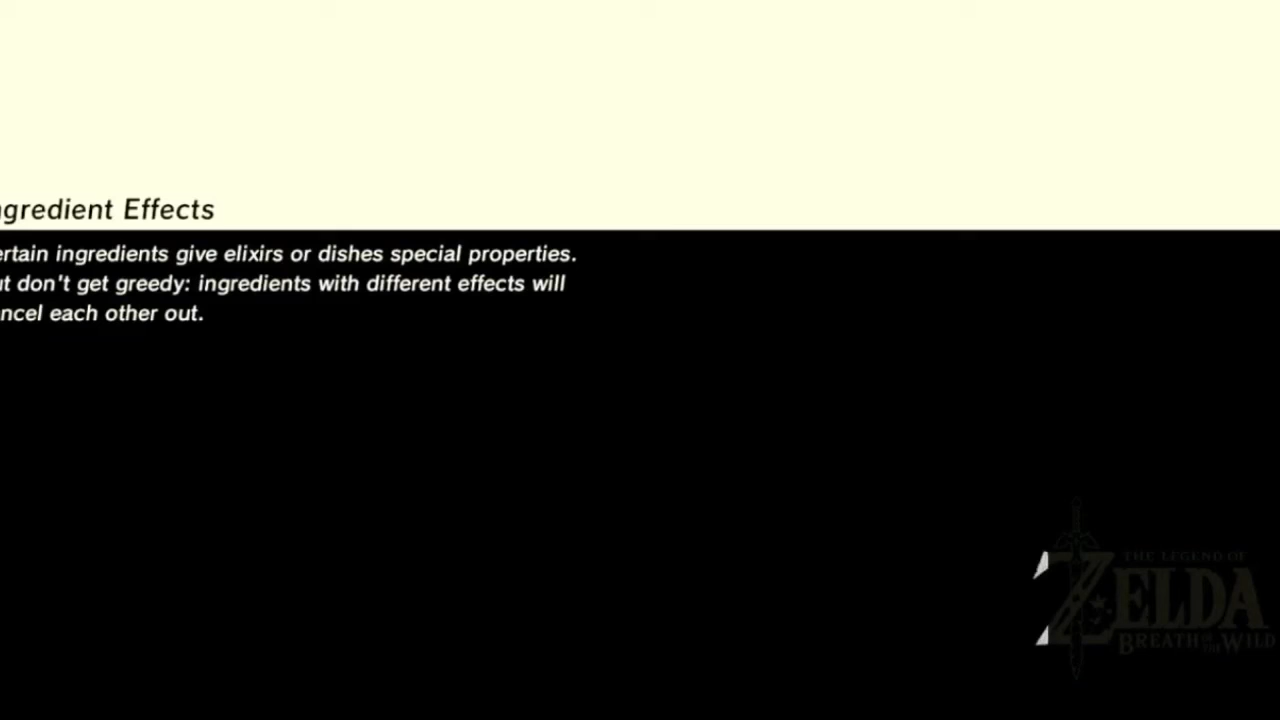 ngredient Effects
ertain ingredients give elixirs or dishes special properties.
ut don't get greedy: ingredients with different effects will
ncel each other out.
THE LEGEND OF
ZELDA
BREATH OF THE WILD